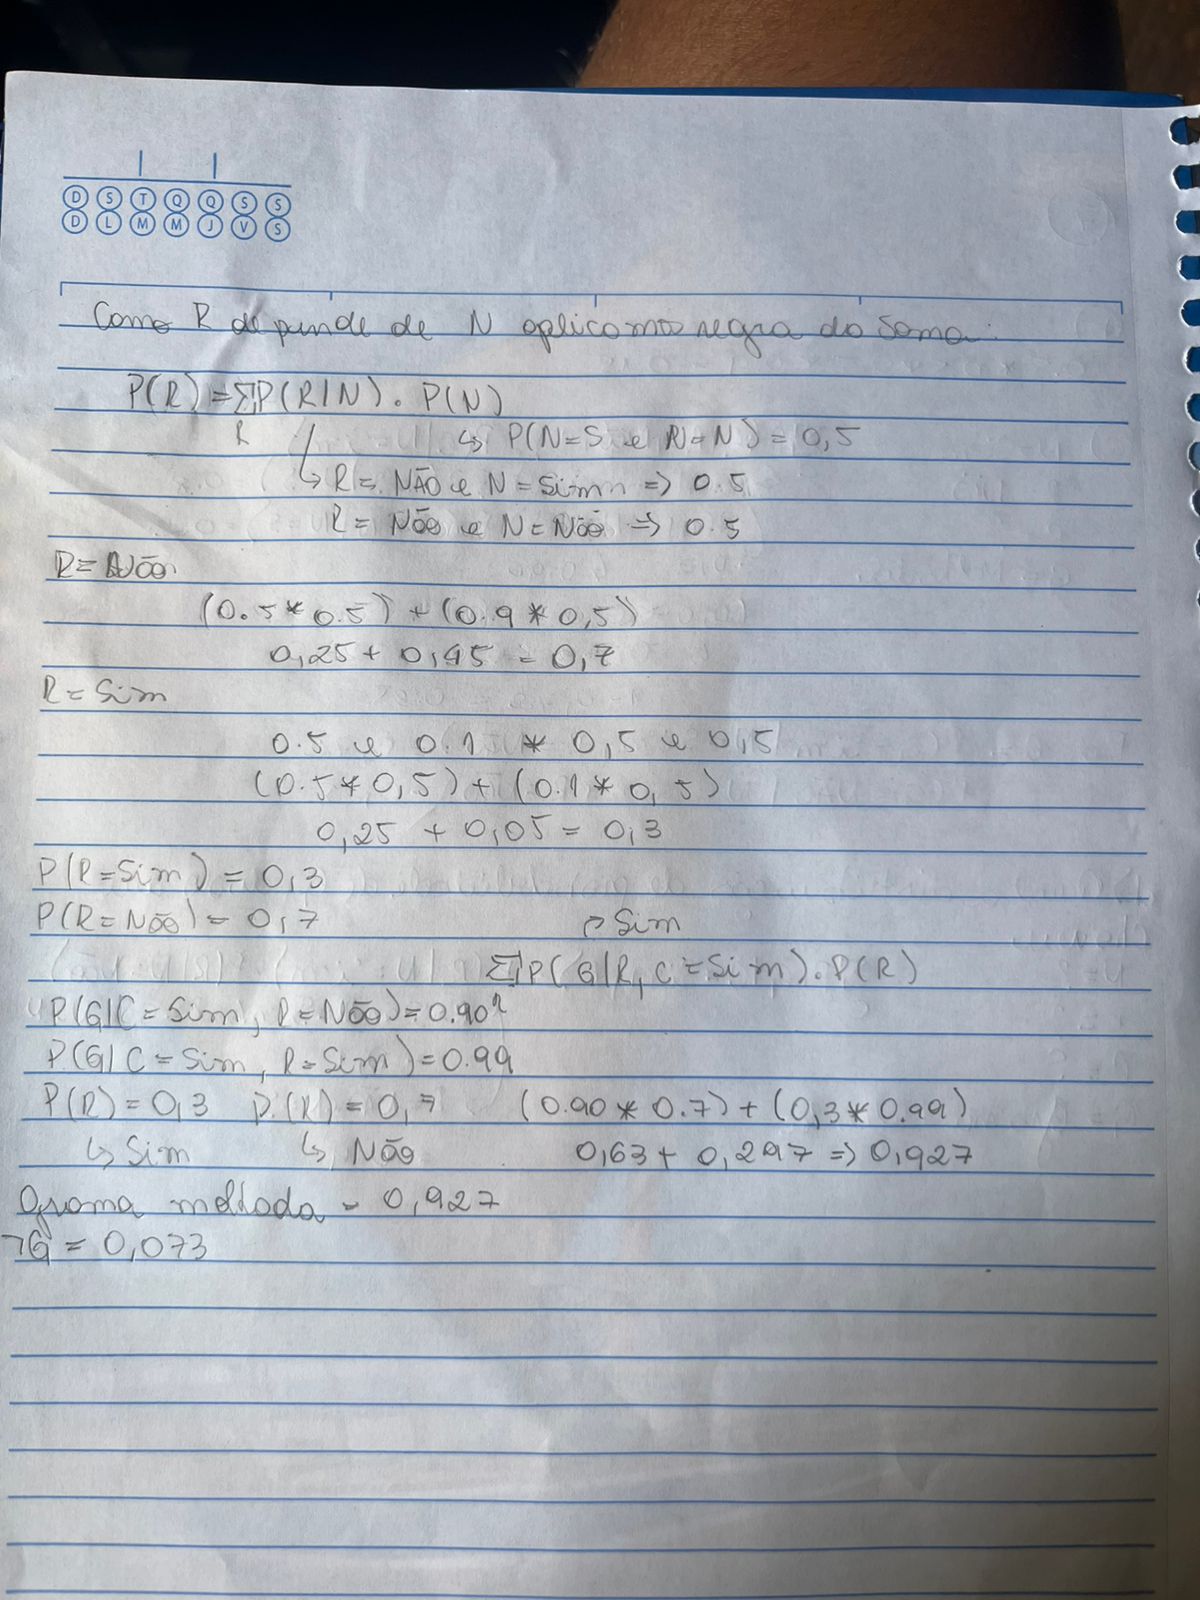 D S T Q Q S S
D L M M J V S
Como R depende de N aplicamos regra da soma.
P(R) = ∑ P(R|N) . P(N)
R
↳ P(N=S e N=N) = 0,5
↳ R = NÃO e N = Sim => 0.5
R = Não e N = Não => 0.5
R = Não
(0.5 * 0.5) + (0.9 * 0,5)
0,25 + 0,45 = 0,7
R = Sim
0.5 e 0.1 * 0,5 e 0,5
(0.5 * 0,5) + (0.1 * 0,5)
0,25 + 0,05 = 0,3
P(R=Sim) = 0,3
P(R=Não) = 0,7
↱ Sim
∑ P(G|R, C = Sim) . P(R)
P(G|C = Sim, R = Não) = 0.90
P(G|C = Sim, R = Sim) = 0.99
P(R) = 0,3 P(R) = 0,7 (0.90 * 0.7) + (0,3 * 0.99)
↳ Sim ↳ Não 0,63 + 0,297 => 0,927
Grama molhada = 0,927
¬G = 0,073